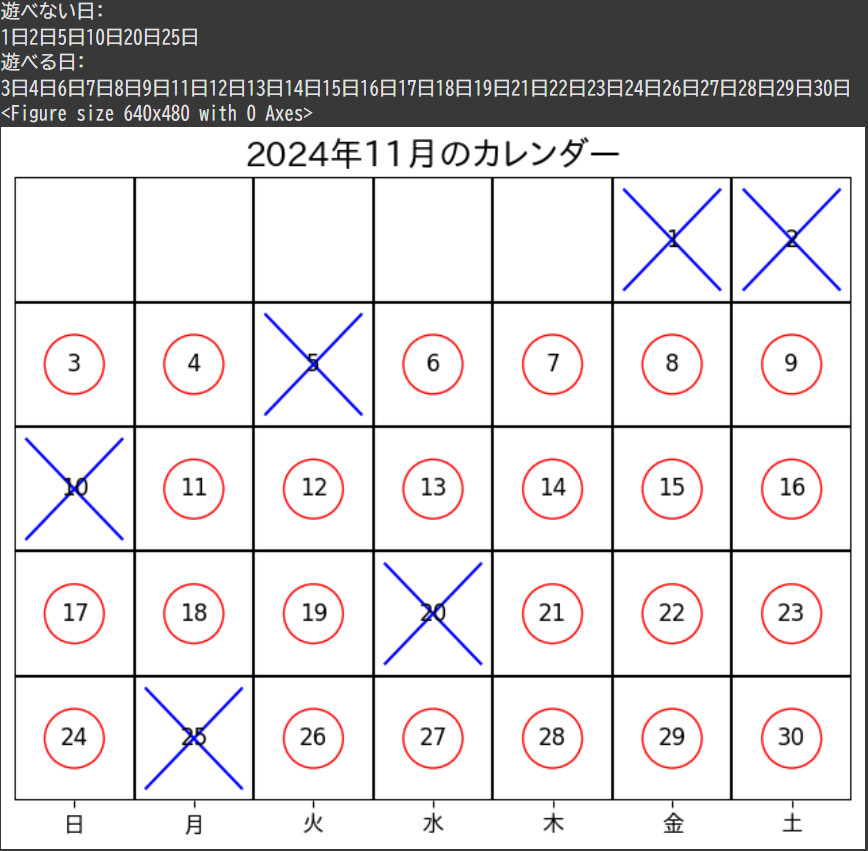 遊べない日:
1日2日5日10日20日25日
遊べる日:
3日4日6日7日8日9日11日12日13日14日15日16日17日18日19日21日22日23日24日26日27日28日29日30日
<Figure size 640x480 with 0 Axes>
2024年11月のカレンダー
1 2
3 4 5 6 7 8 9
10 11 12 13 14 15 16
17 18 19 20 21 22 23
24 25 26 27 28 29 30
日 月 火 水 木 金 土